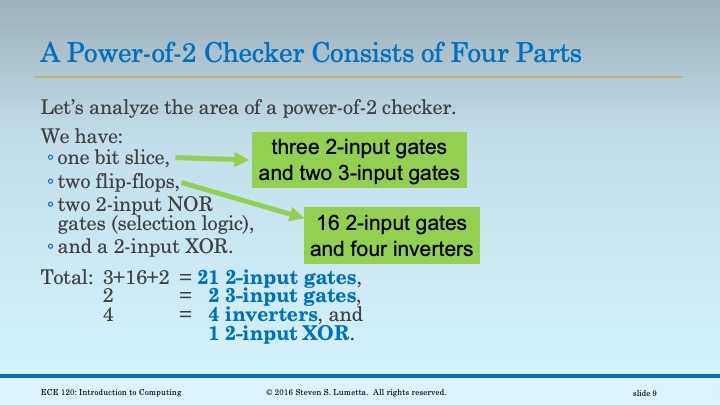 A Power-of-2 Checker Consists of Four Parts
Let's analyze the area of a power-of-2 checker.
We have:
◦ one bit slice,
◦ two flip-flops,
◦ two 2-input NOR
gates (selection logic),
◦ and a 2-input XOR.
three 2-input gates
and two 3-input gates
16 2-input gates
and four inverters
Total: 3+16+2 = 21 2-input gates,
2 = 2 3-input gates,
4 = 4 inverters, and
1 2-input XOR.
ECE 120: Introduction to Computing © 2016 Steven S. Lumetta. All rights reserved. slide 9